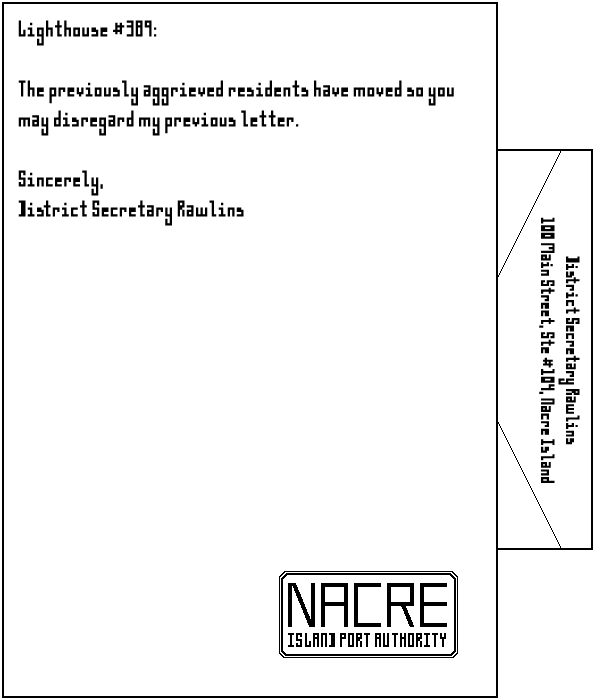 Lighthouse #389:
The previously aggrieved residents have moved so you
may disregard my previous letter.
Sincerely,
District Secretary Rawlins
NACRE
ISLAND PORT AUTHORITY
District Secretary Rawlins
100 Main Street, Ste #109, Nacre Island